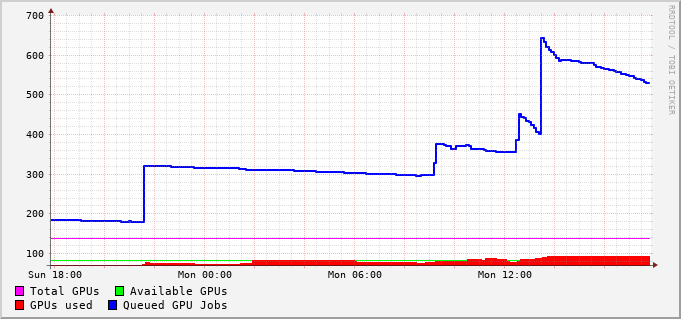 700
600
500
400
300
200
100
Sun 18:00 Mon 00:00 Mon 06:00 Mon 12:00
Total GPUs Available GPUs
GPUs used Queued GPU Jobs
RRDTOOL / TOBI OETIKER